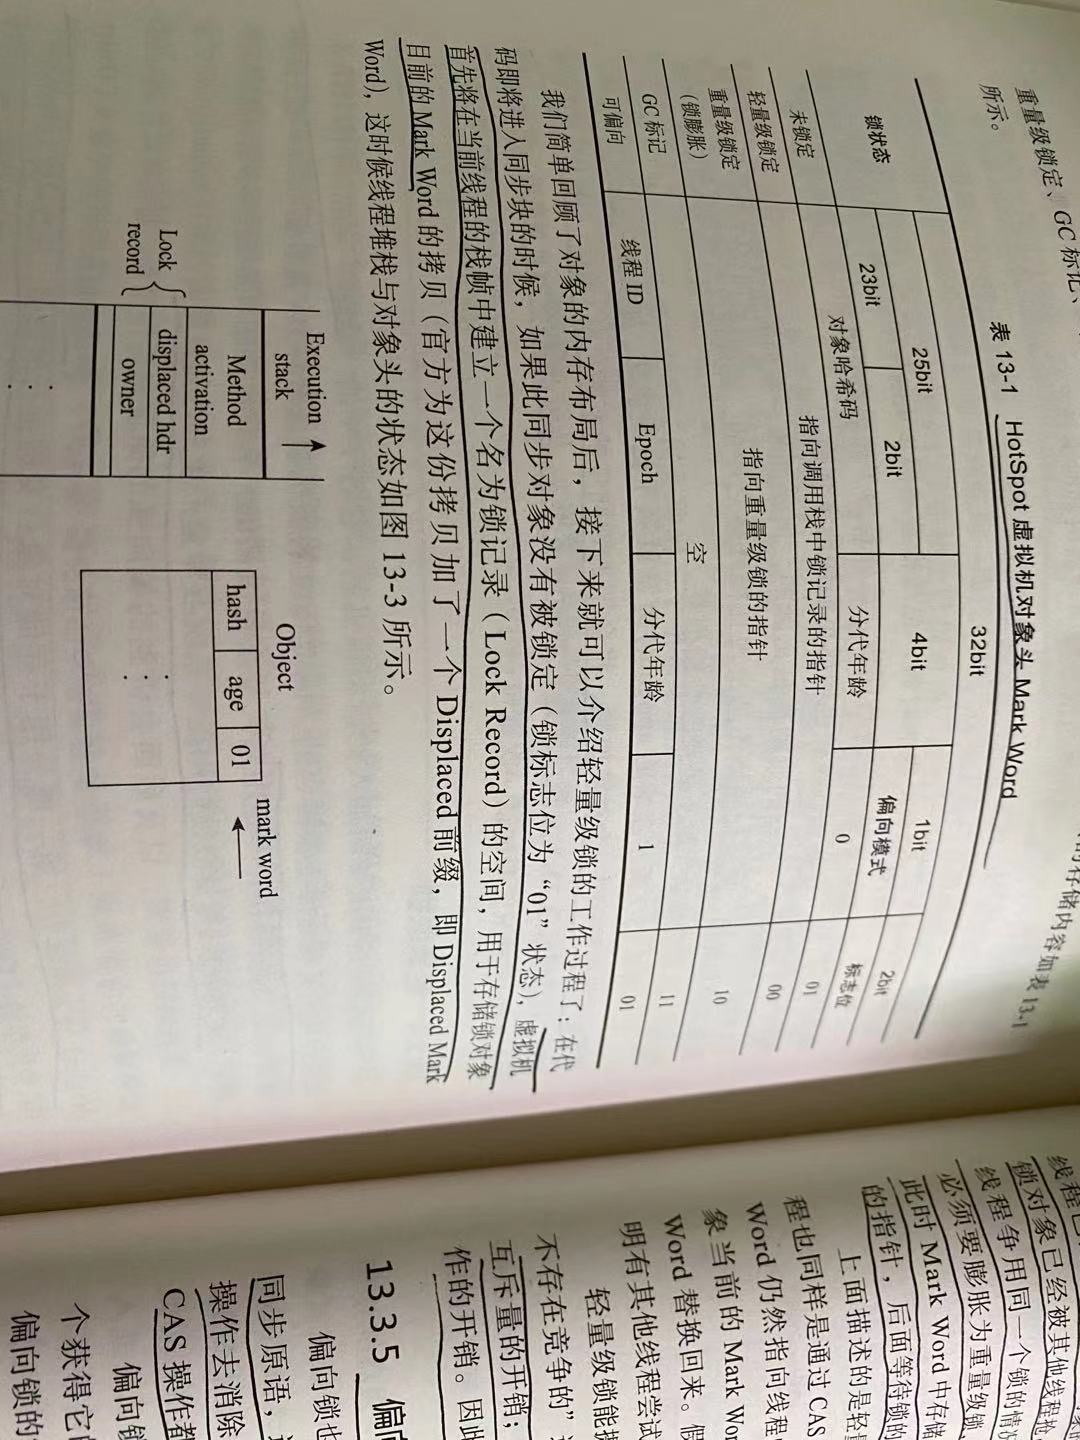 重量级锁定、GC标记、
的存储内容如表 13-1
所示。
表 13-1 HotSpot 虚拟机对象头 Mark Word
32bit
锁状态
25bit
4bit
1bit
2bit
23bit
2bit
偏向模式
标志位
未锁定
对象哈希码
分代年龄
0
01
轻量级锁定
指向调用栈中锁记录的指针
00
重量级锁定
(锁膨胀)
指向重量级锁的指针
10
GC 标记
空
11
可偏向
线程 ID
Epoch
分代年龄
1
01
我们简单回顾了对象的内存布局后，接下来就可以介绍轻量级锁的工作过程了：在代
码即将进入同步块的时候，如果此同步对象没有被锁定（锁标志位为“01”状态），虚拟机
首先将在当前线程的栈帧中建立一个名为锁记录（Lock Record）的空间，用于存储锁对象
目前的 Mark Word 的拷贝（官方为这份拷贝加了一个 Displaced 前缀，即 Displaced Mark
Word)，这时候线程堆栈与对象头的状态如图 13-3 所示。
Execution
stack
Method
activation
Lock
record
displaced hdr
owner
Object
mark word
hash
age
01
锁对象已经被其他线程抢
线程争用同一个锁的情况
必须要膨胀为重量级锁
此时 Mark Word 中存储
的指针，后面等待锁的
上面描述的是轻
程也同样是通过 CAS
Word 仍然指向线程
象当前的 Mark Wo
Word 替换回来。假
明有其他线程尝试
轻量级锁能
不存在竞争的”
互斥量的开销；
作的开销。因此
13.3.5 偏
偏向锁也
同步原语，
操作去消除
CAS 操作都
偏向锁
个获得它
偏向锁的